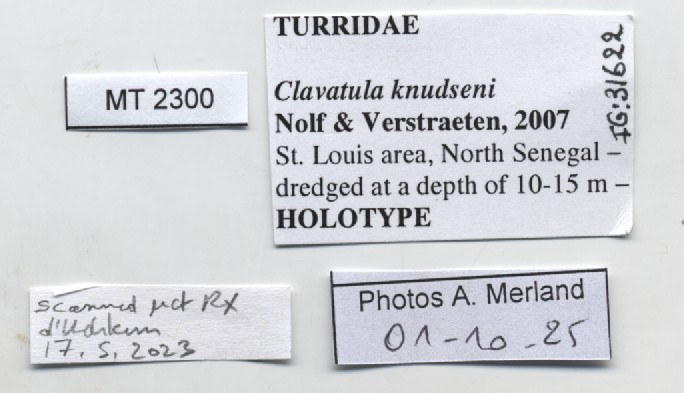 TURRIDAE
Clavatula knudseni
Nolf & Verstraeten, 2007
St. Louis area, North Senegal –
dredged at a depth of 10-15 m –
HOLOTYPE
IG:31622
MT 2300
scanned µct RX
d'Udekem
17. 5. 2023
Photos A. Merland
01-10-25